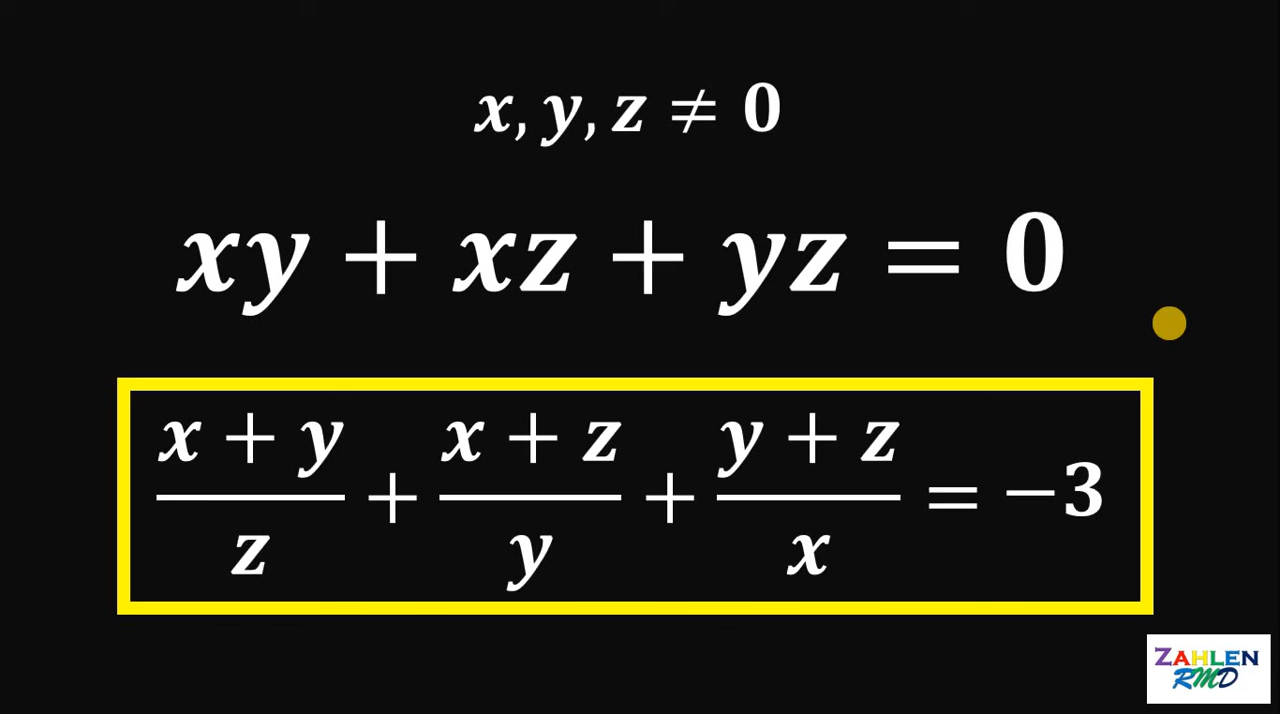 x, y, z ≠ 0
xy + xz + yz = 0
x + y / z + x + z / y + y + z / x = −3
ZAHLEN
RMD